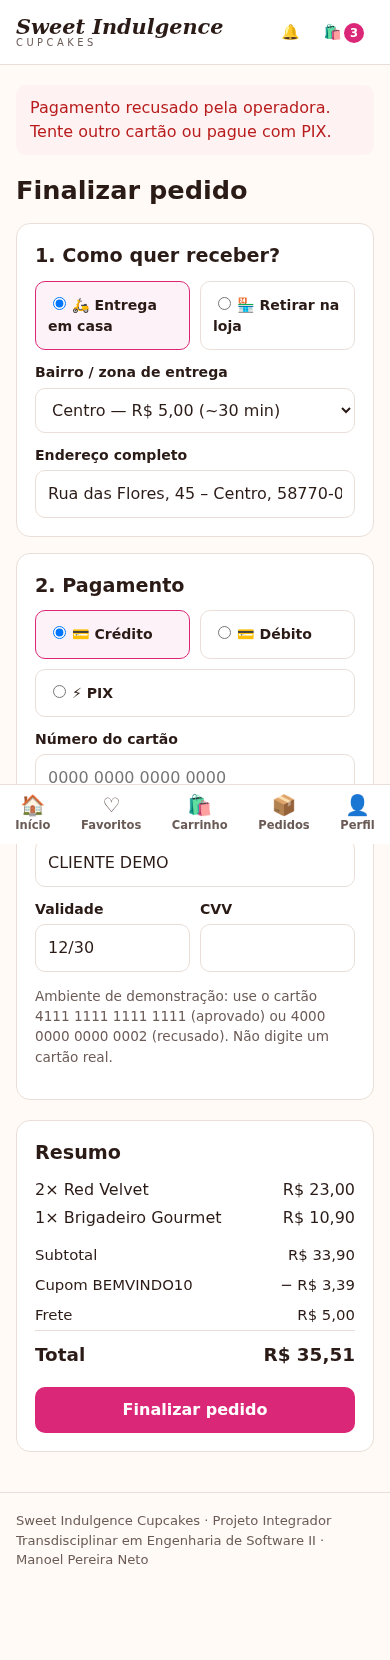 Sweet Indulgence
CUPCAKES
3
Pagamento recusado pela operadora.
Tente outro cartão ou pague com PIX.
Finalizar pedido
1. Como quer receber?
Entrega em casa
Retirar na loja
Bairro / zona de entrega
Centro — R$ 5,00 (~30 min)
Endereço completo
Rua das Flores, 45 – Centro, 58770-0
2. Pagamento
Crédito
Débito
PIX
Número do cartão
0000 0000 0000 0000
Início Favoritos Carrinho Pedidos Perfil
CLIENTE DEMO
Validade CVV
12/30
Ambiente de demonstração: use o cartão
4111 1111 1111 1111 (aprovado) ou 4000
0000 0000 0002 (recusado). Não digite um
cartão real.
Resumo
2× Red Velvet R$ 23,00
1× Brigadeiro Gourmet R$ 10,90
Subtotal R$ 33,90
Cupom BEMVINDO10 − R$ 3,39
Frete R$ 5,00
Total R$ 35,51
Finalizar pedido
Sweet Indulgence Cupcakes · Projeto Integrador
Transdisciplinar em Engenharia de Software II ·
Manoel Pereira Neto